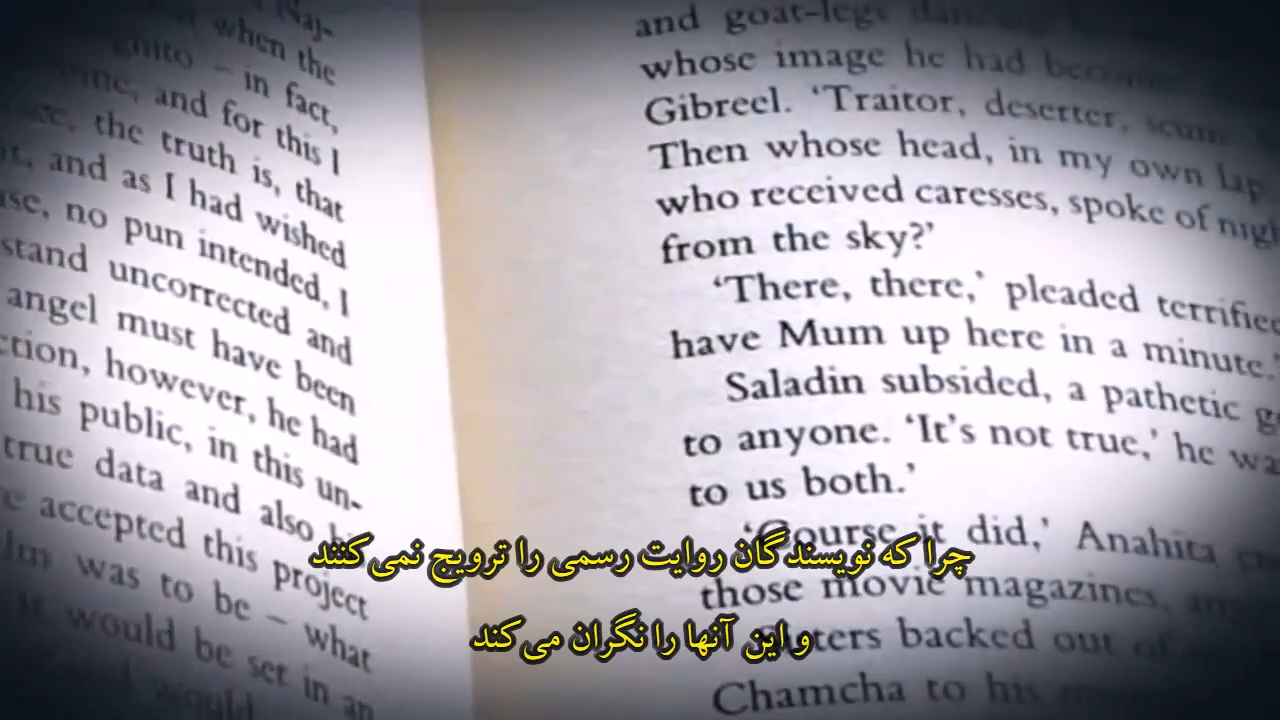 when the
– in fact,
and for this I
the truth is, that
and as I had wished
no pun intended, I
stand uncorrected and
angel must have been
however, he had
his public, in this un-
true data and also
accepted this project
was to be – what
would be set in an
would
and goat-legs
whose image he had become
Gibreel. ‘Traitor, deserter, scum
Then whose head, in my own lap
who received caresses, spoke of
from the sky?’
‘There, there,’ pleaded terrified
have Mum up here in a minute.
Saladin subsided, a pathetic
to anyone. ‘It's not true,’ he
to us both.’
‘Course it did,’ Anahita
those movie magazines,
backed out of
Chamcha to his
چرا که نویسندگان روایت رسمی را ترویج نمی‌کنند
و این آنها را نگران می‌کند